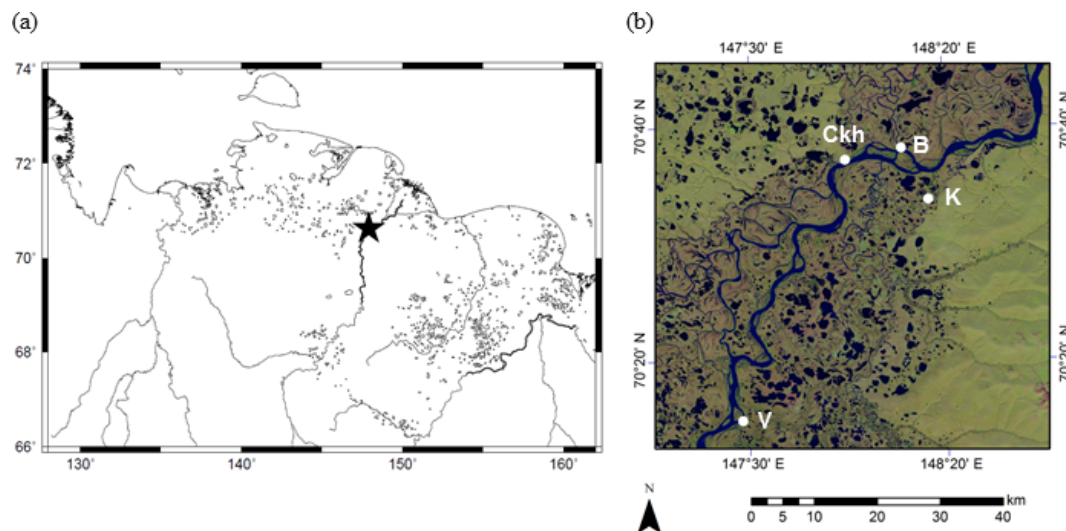 (a)
(b)
74˚
72˚
70˚
68˚
66˚
130˚ 140˚ 150˚ 160˚
147°30' E 148°20' E
70°40' N
70°40' N
Ckh
B
K
70°20' N
70°20' N
V
147°30' E 148°20' E
N
km
0 5 10 20 30 40